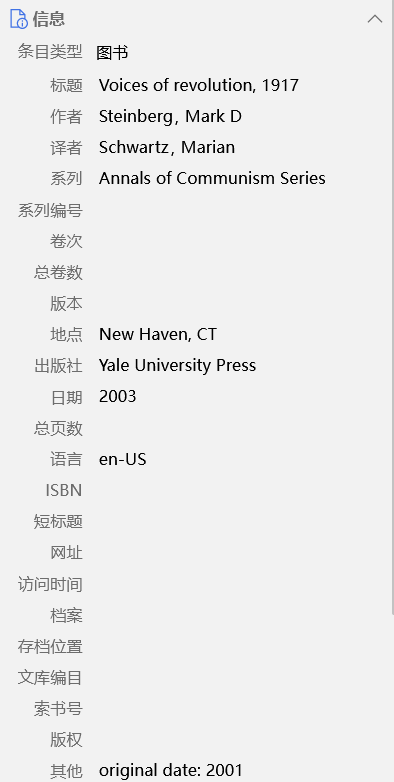 信息
条目类型 图书
标题 Voices of revolution, 1917
作者 Steinberg, Mark D
译者 Schwartz, Marian
系列 Annals of Communism Series
系列编号
卷次
总卷数
版本
地点 New Haven, CT
出版社 Yale University Press
日期 2003
总页数
语言 en-US
ISBN
短标题
网址
访问时间
档案
存档位置
文库编目
索书号
版权
其他 original date: 2001